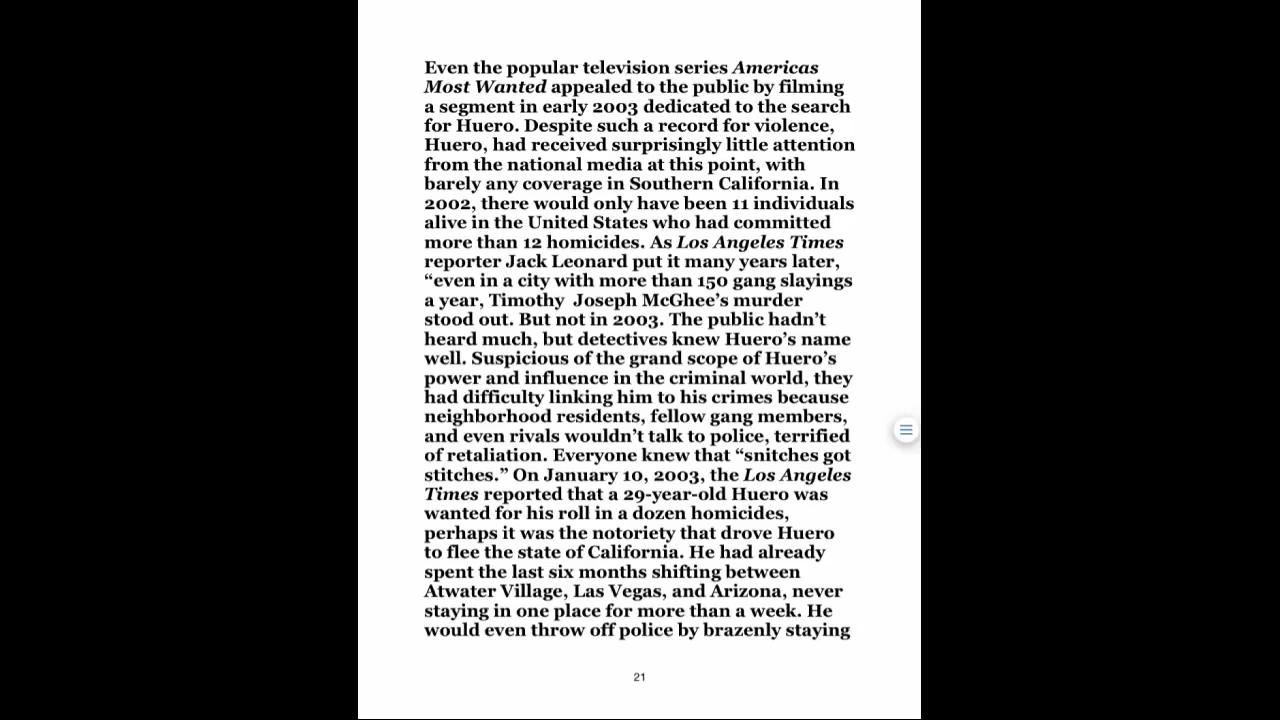 Even the popular television series Americas
Most Wanted appealed to the public by filming
a segment in early 2003 dedicated to the search
for Huero. Despite such a record for violence,
Huero, had received surprisingly little attention
from the national media at this point, with
barely any coverage in Southern California. In
2002, there would only have been 11 individuals
alive in the United States who had committed
more than 12 homicides. As Los Angeles Times
reporter Jack Leonard put it many years later,
“even in a city with more than 150 gang slayings
a year, Timothy  Joseph McGhee’s murder
stood out. But not in 2003. The public hadn’t
heard much, but detectives knew Huero’s name
well. Suspicious of the grand scope of Huero’s
power and influence in the criminal world, they
had difficulty linking him to his crimes because
neighborhood residents, fellow gang members,
and even rivals wouldn’t talk to police, terrified
of retaliation. Everyone knew that “snitches got
stitches.” On January 10, 2003, the Los Angeles
Times reported that a 29-year-old Huero was
wanted for his roll in a dozen homicides,
perhaps it was the notoriety that drove Huero
to flee the state of California. He had already
spent the last six months shifting between
Atwater Village, Las Vegas, and Arizona, never
staying in one place for more than a week. He
would even throw off police by brazenly staying
21